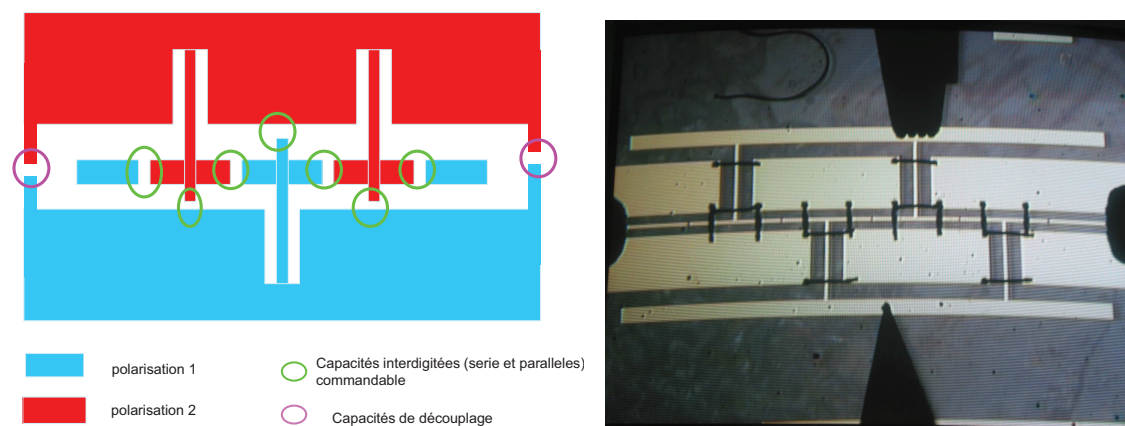 polarisation 1
polarisation 2
Capacités interdigitées (serie et paralleles)
commandable
Capacités de découplage